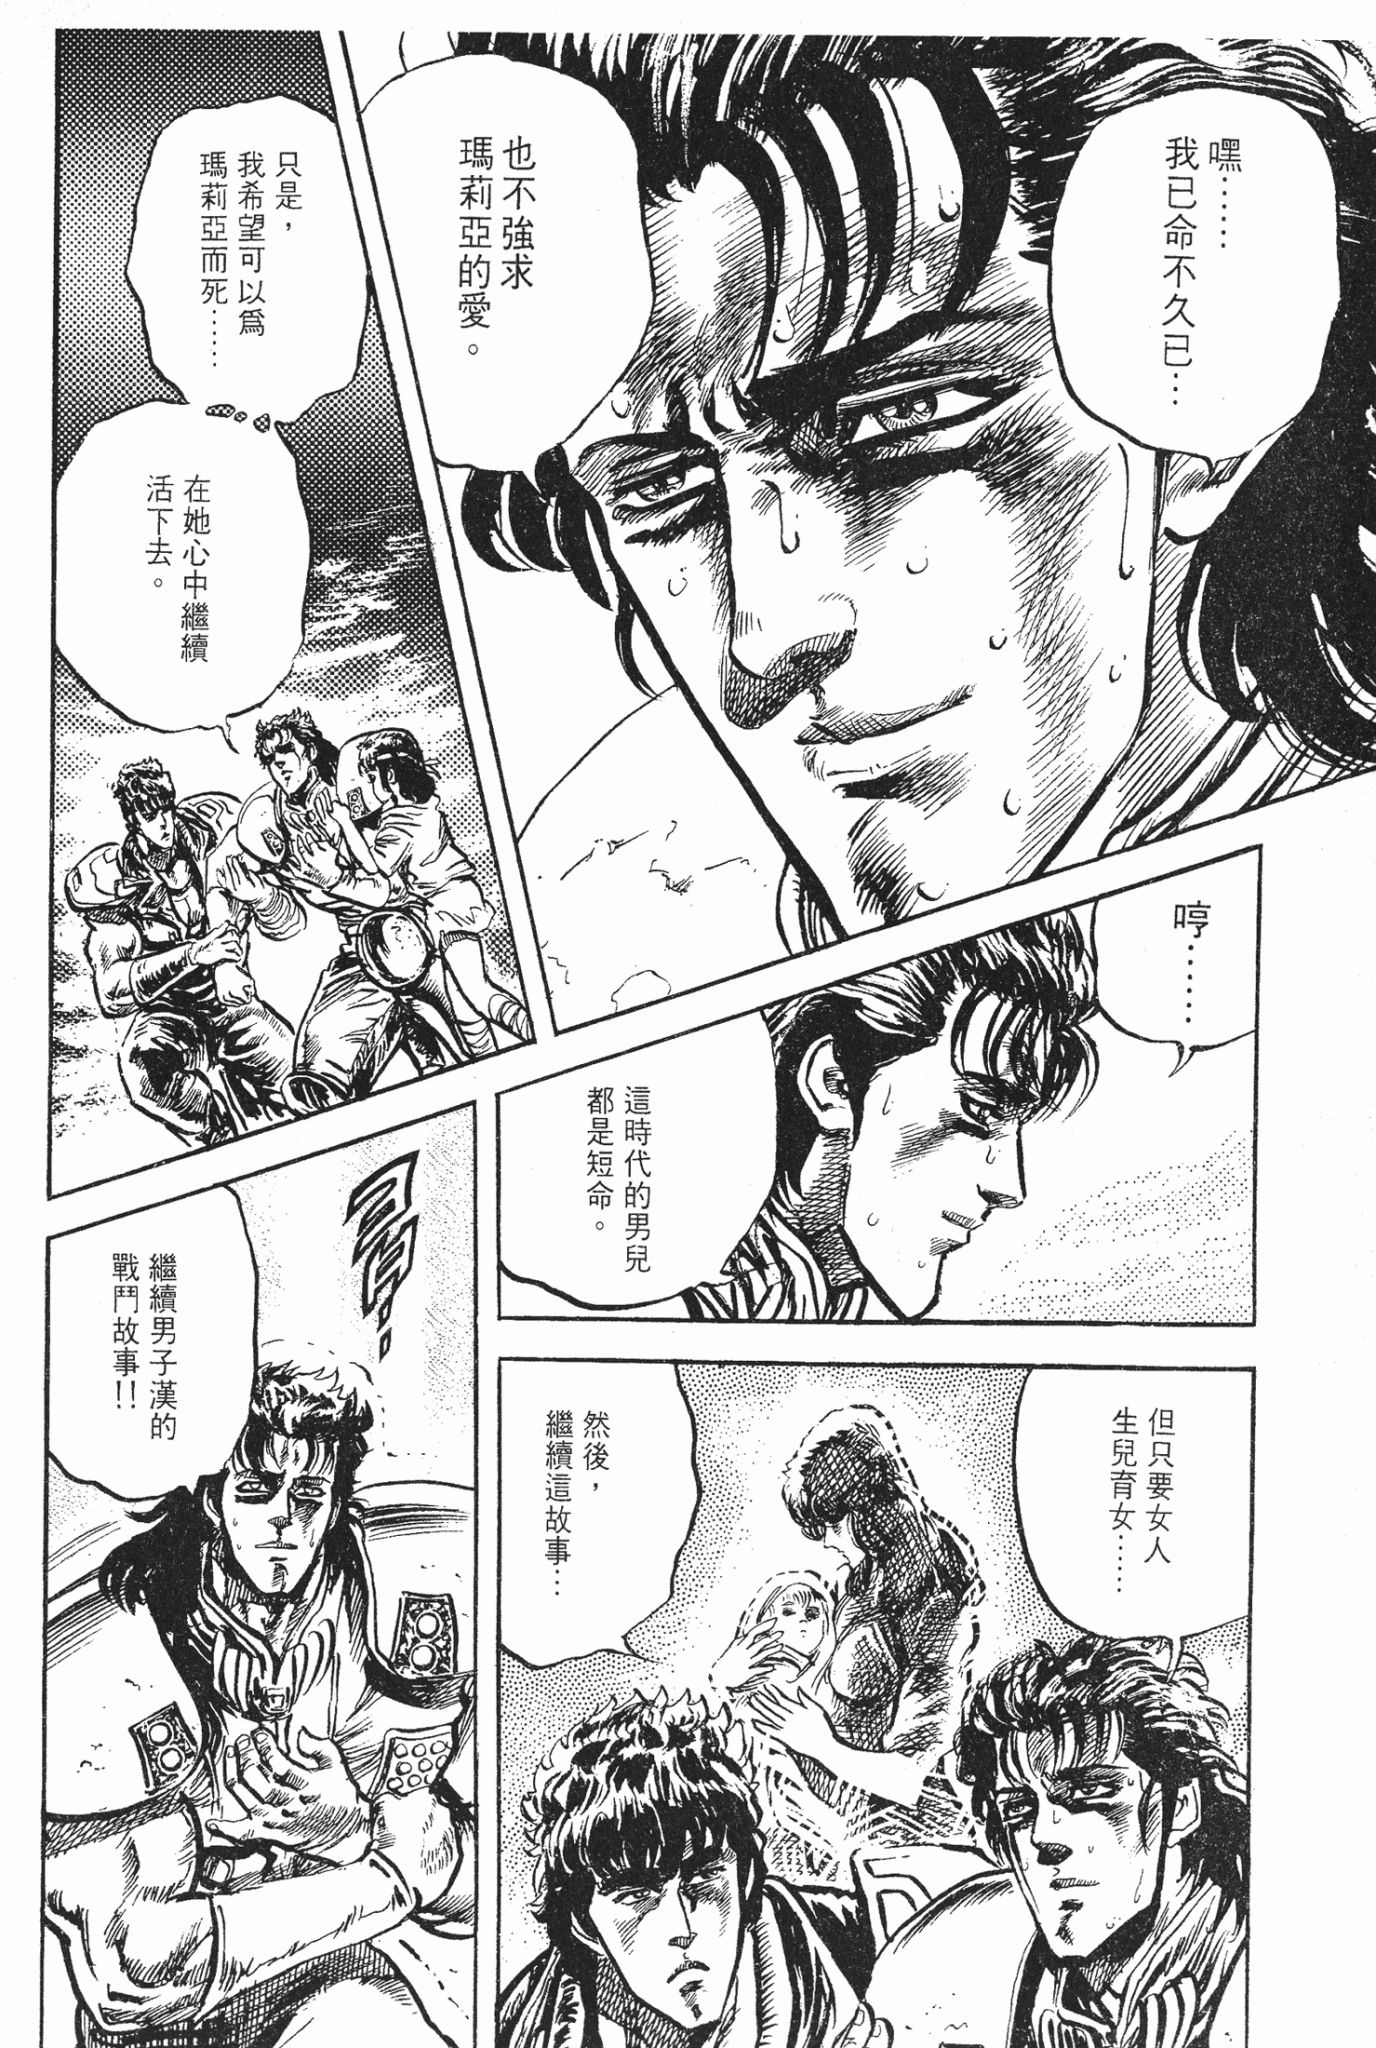 嘿……
我已命不久已…
也不強求
瑪莉亞的愛。
只是，
我希望可以爲
瑪莉亞而死……
在她心中繼續
活下去。
哼……
這時代的男兒
都是短命。
但只要女人
生兒育女……
然後，
繼續這故事…
繼續男子漢的
戰鬥故事!!